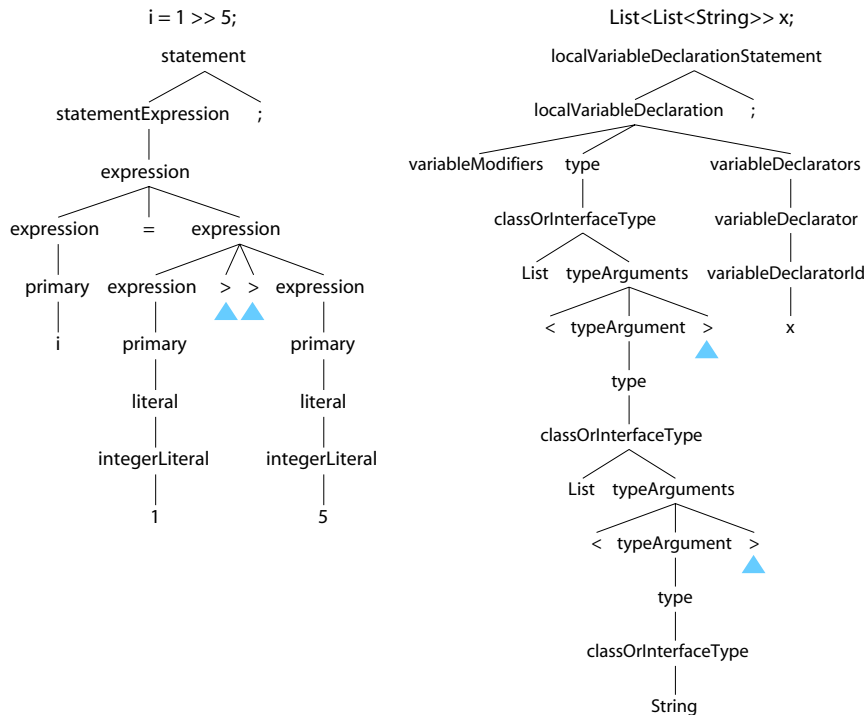 i = 1 >> 5;
statement
statementExpression ;
expression
expression = expression
primary expression > > expression
i primary primary
literal literal
integerLiteral integerLiteral
1 5
List<List<String>> x;
localVariableDeclarationStatement
localVariableDeclaration ;
variableModifiers type variableDeclarators
classOrInterfaceType variableDeclarator
List typeArguments variableDeclaratorId
< typeArgument > x
type
classOrInterfaceType
List typeArguments
< typeArgument >
type
classOrInterfaceType
String